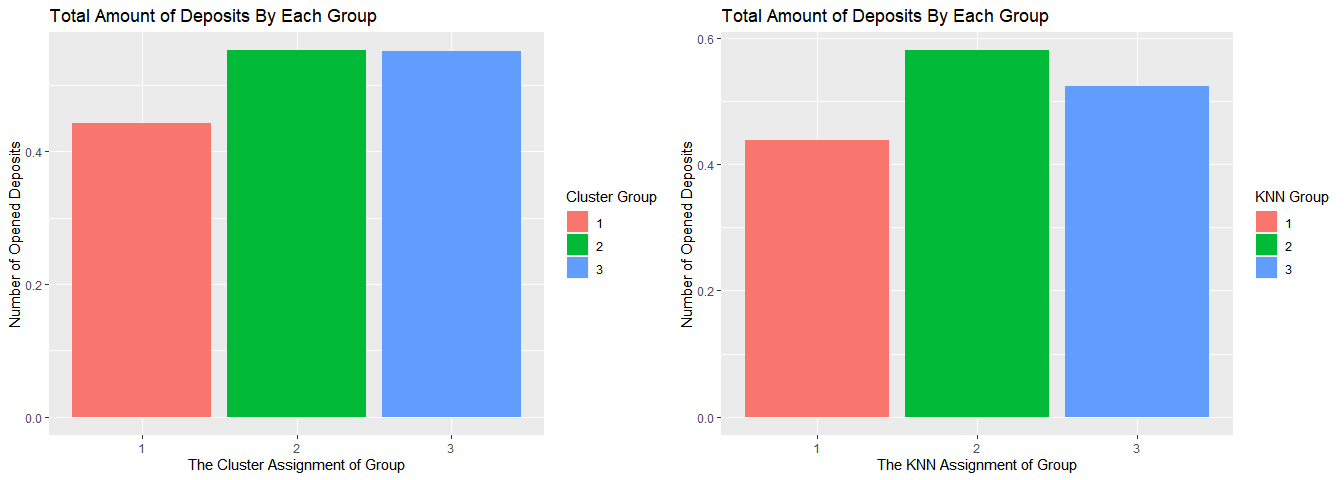 Total Amount of Deposits By Each Group
Number of Opened Deposits
0.4
0.2
0.0
1
2
3
The Cluster Assignment of Group
Cluster Group
1
2
3
Total Amount of Deposits By Each Group
Number of Opened Deposits
0.6
0.4
0.2
0.0
1
2
3
The KNN Assignment of Group
KNN Group
1
2
3